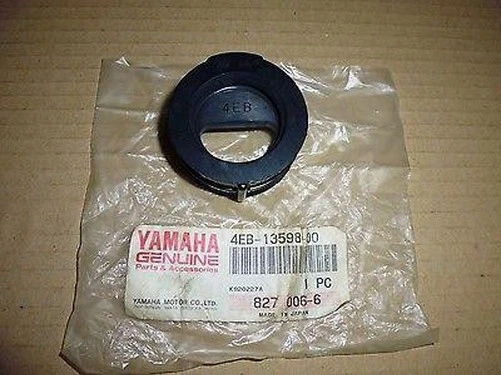 4EB
YAMAHA
GENUINE
Parts & Accessories
4EB-13598-00
K920227A
1 PC
YAMAHA MOTOR CO.,LTD.
827 006-6
MADE IN JAPAN